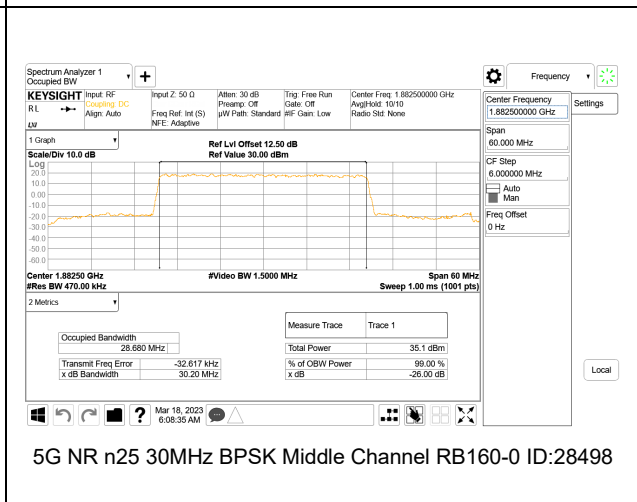 Spectrum Analyzer 1
Occupied BW
+
Frequency
KEYSIGHT Input: RF Input Z: 50 Ω Atten: 30 dB Trig: Free Run Center Freq: 1.882500000 GHz
RL Coupling: DC Preamp: Off Gate: Off Avg|Hold: 10/10
Align: Auto Freq Ref: Int (S) µW Path: Standard #IF Gain: Low Radio Std: None
LXI NFE: Adaptive
Center Frequency
1.882500000 GHz
Settings
Span
60.000 MHz
CF Step
6.000000 MHz
Auto
Man
Freq Offset
0 Hz
1 Graph
Ref Lvl Offset 12.50 dB
Scale/Div 10.0 dB Ref Value 30.00 dBm
Log
20.0
10.0
0.00
-10.0
-20.0
-30.0
-40.0
-50.0
-60.0
Center 1.88250 GHz #Video BW 1.5000 MHz Span 60 MHz
#Res BW 470.00 kHz Sweep 1.00 ms (1001 pts)
2 Metrics
Measure Trace Trace 1
Occupied Bandwidth
28.680 MHz
Total Power 35.1 dBm
Transmit Freq Error -32.617 kHz % of OBW Power 99.00 %
x dB Bandwidth 30.20 MHz x dB -26.00 dB
Local
? Mar 18, 2023
6:08:35 AM
5G NR n25 30MHz BPSK Middle Channel RB160-0 ID:28498